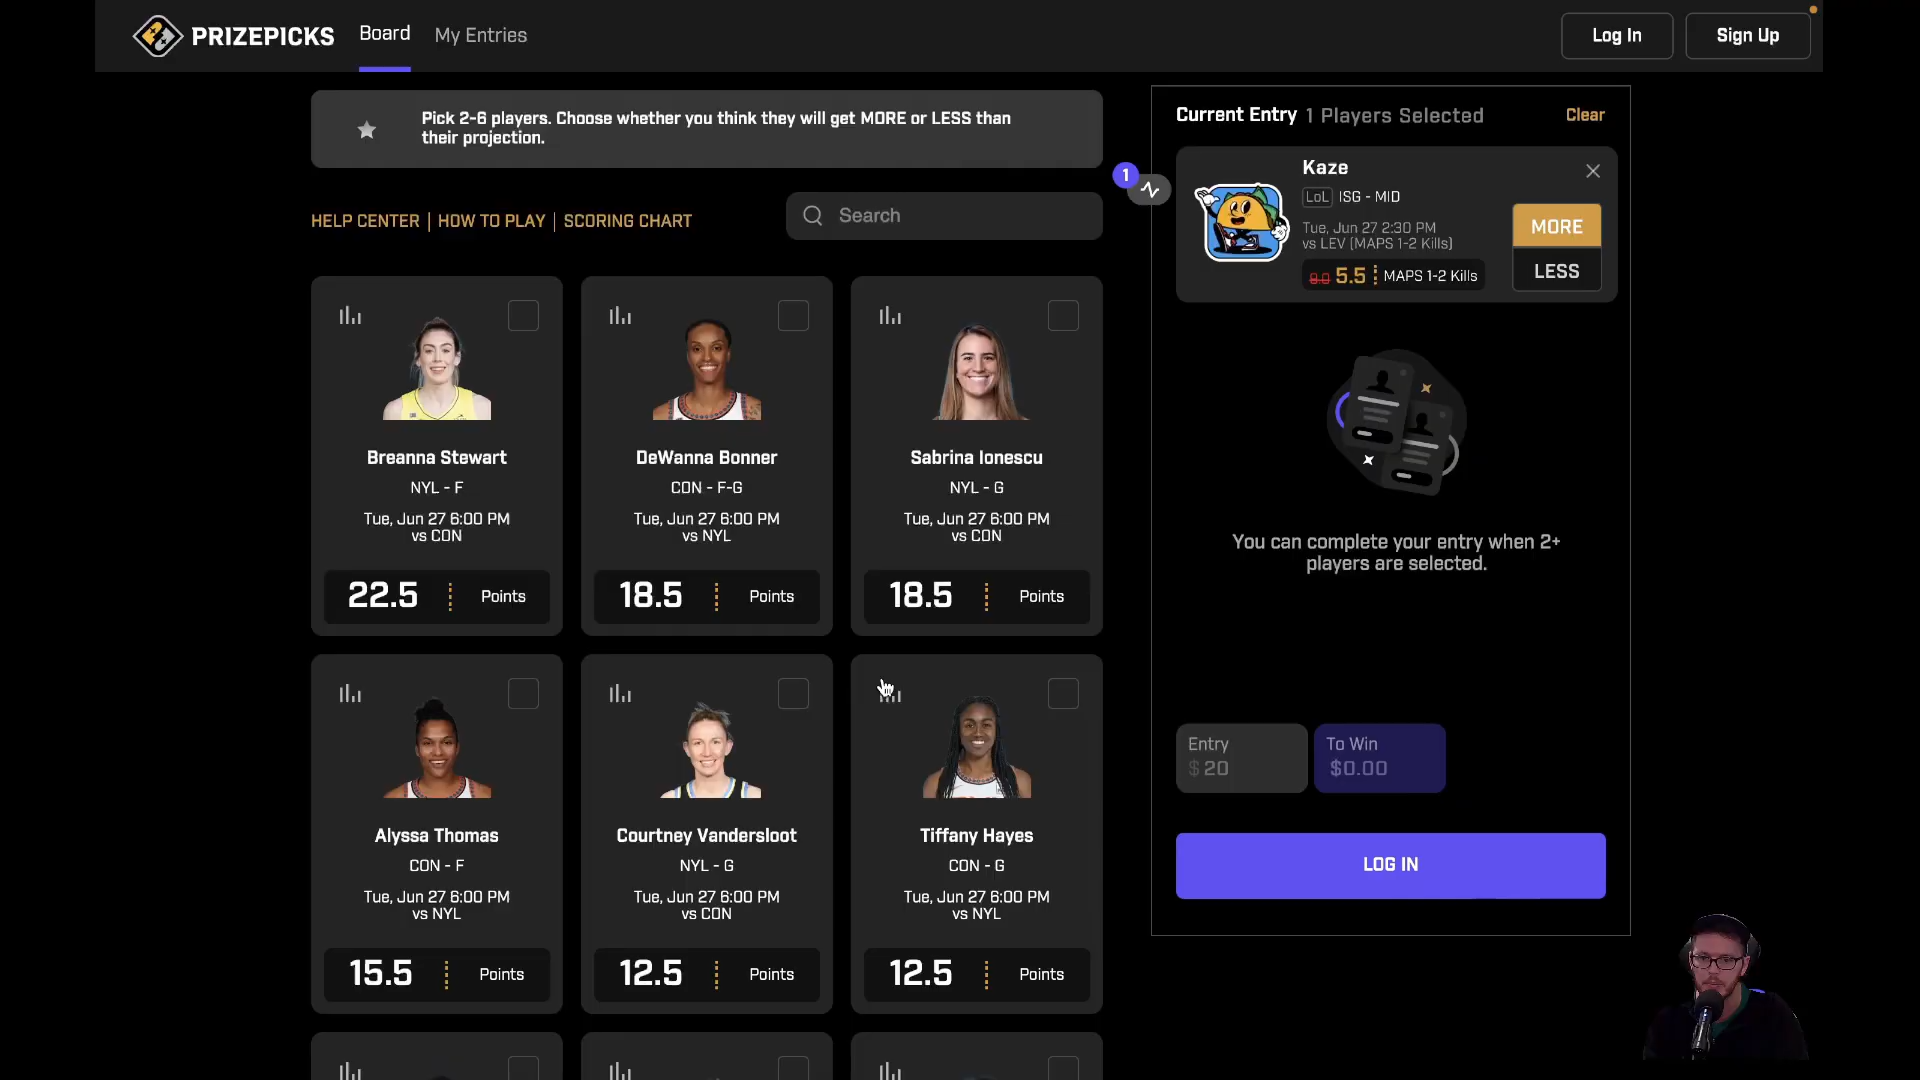 PRIZEPICKS
Board
My Entries
Log In
Sign Up
Pick 2-6 players. Choose whether you think they will get MORE or LESS than
their projection.
HELP CENTER | HOW TO PLAY | SCORING CHART
Search
Breanna Stewart
NYL - F
Tue, Jun 27 6:00 PM
vs CON
22.5
Points
DeWanna Bonner
CON - F-G
Tue, Jun 27 6:00 PM
vs NYL
18.5
Points
Sabrina Ionescu
NYL - G
Tue, Jun 27 6:00 PM
vs CON
18.5
Points
Alyssa Thomas
CON - F
Tue, Jun 27 6:00 PM
vs NYL
15.5
Points
Courtney Vandersloot
NYL - G
Tue, Jun 27 6:00 PM
vs CON
12.5
Points
Tiffany Hayes
CON - G
Tue, Jun 27 6:00 PM
vs NYL
12.5
Points
Current Entry 1 Players Selected
Clear
1
Kaze
LoL ISG - MID
Tue, Jun 27 2:30 PM
vs LEV (MAPS 1-2 Kills)
8.0 5.5 MAPS 1-2 Kills
MORE
LESS
You can complete your entry when 2+
players are selected.
Entry
$ 20
To Win
$0.00
LOG IN